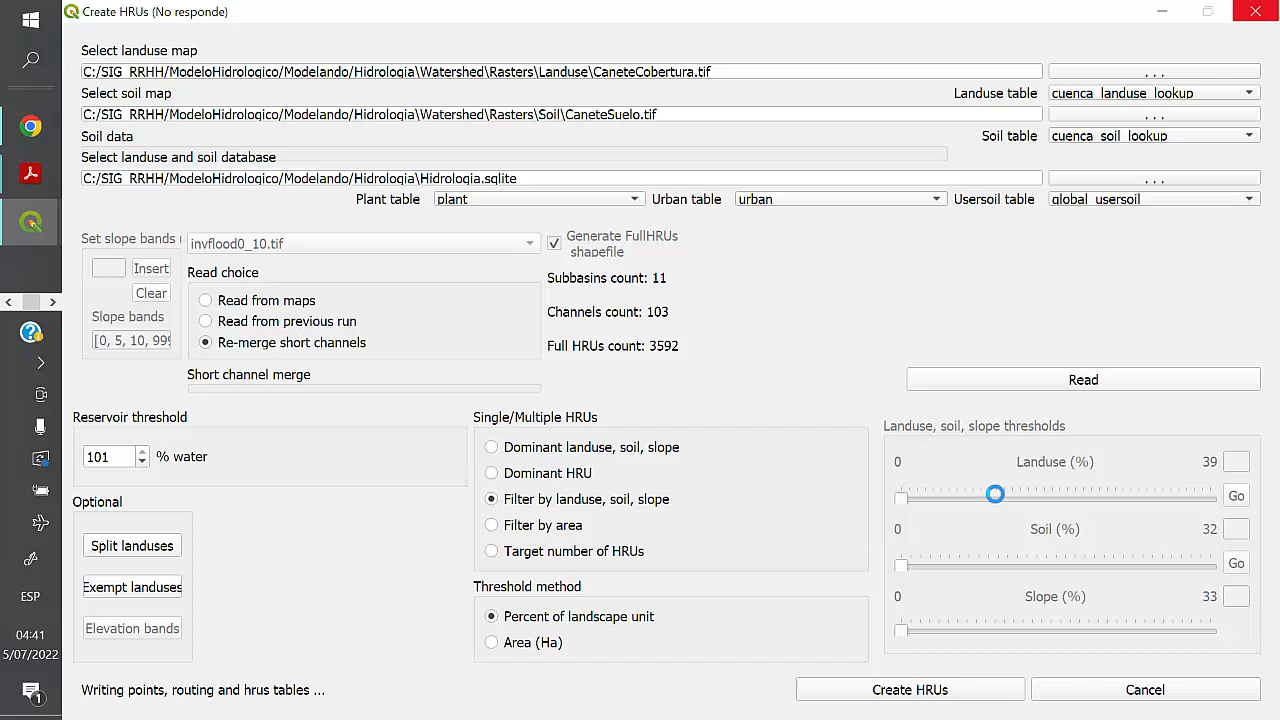 Create HRUs (No responde)
Select landuse map
C:/SIG_RRHH/ModeloHidrologico/Modelando/Hidrologia\Watershed\Rasters\Landuse\CaneteCobertura.tif
. . .
Select soil map
Landuse table
cuenca_landuse_lookup
C:/SIG_RRHH/ModeloHidrologico/Modelando/Hidrologia\Watershed\Rasters\Soil\CaneteSuelo.tif
. . .
Soil data
Soil table
cuenca_soil_lookup
Select landuse and soil database
C:/SIG_RRHH/ModeloHidrologico/Modelando/Hidrologia\Hidrologia.sqlite
. . .
Plant table
plant
Urban table
urban
Usersoil table
global_usersoil
Set slope bands (
invflood0_10.tif
Generate FullHRUs
shapefile
Insert
Clear
Slope bands
[0, 5, 10, 999
Read choice
Read from maps
Read from previous run
Re-merge short channels
Subbasins count: 11
Channels count: 103
Full HRUs count: 3592
Short channel merge
Read
Reservoir threshold
101
% water
Optional
Split landuses
Exempt landuses
Elevation bands
Single/Multiple HRUs
Dominant landuse, soil, slope
Dominant HRU
Filter by landuse, soil, slope
Filter by area
Target number of HRUs
Threshold method
Percent of landscape unit
Area (Ha)
Landuse, soil, slope thresholds
0 Landuse (%) 39
Go
0 Soil (%) 32
Go
0 Slope (%) 33
Writing points, routing and hrus tables ...
Create HRUs
Cancel
ESP
04:41
5/07/2022
1